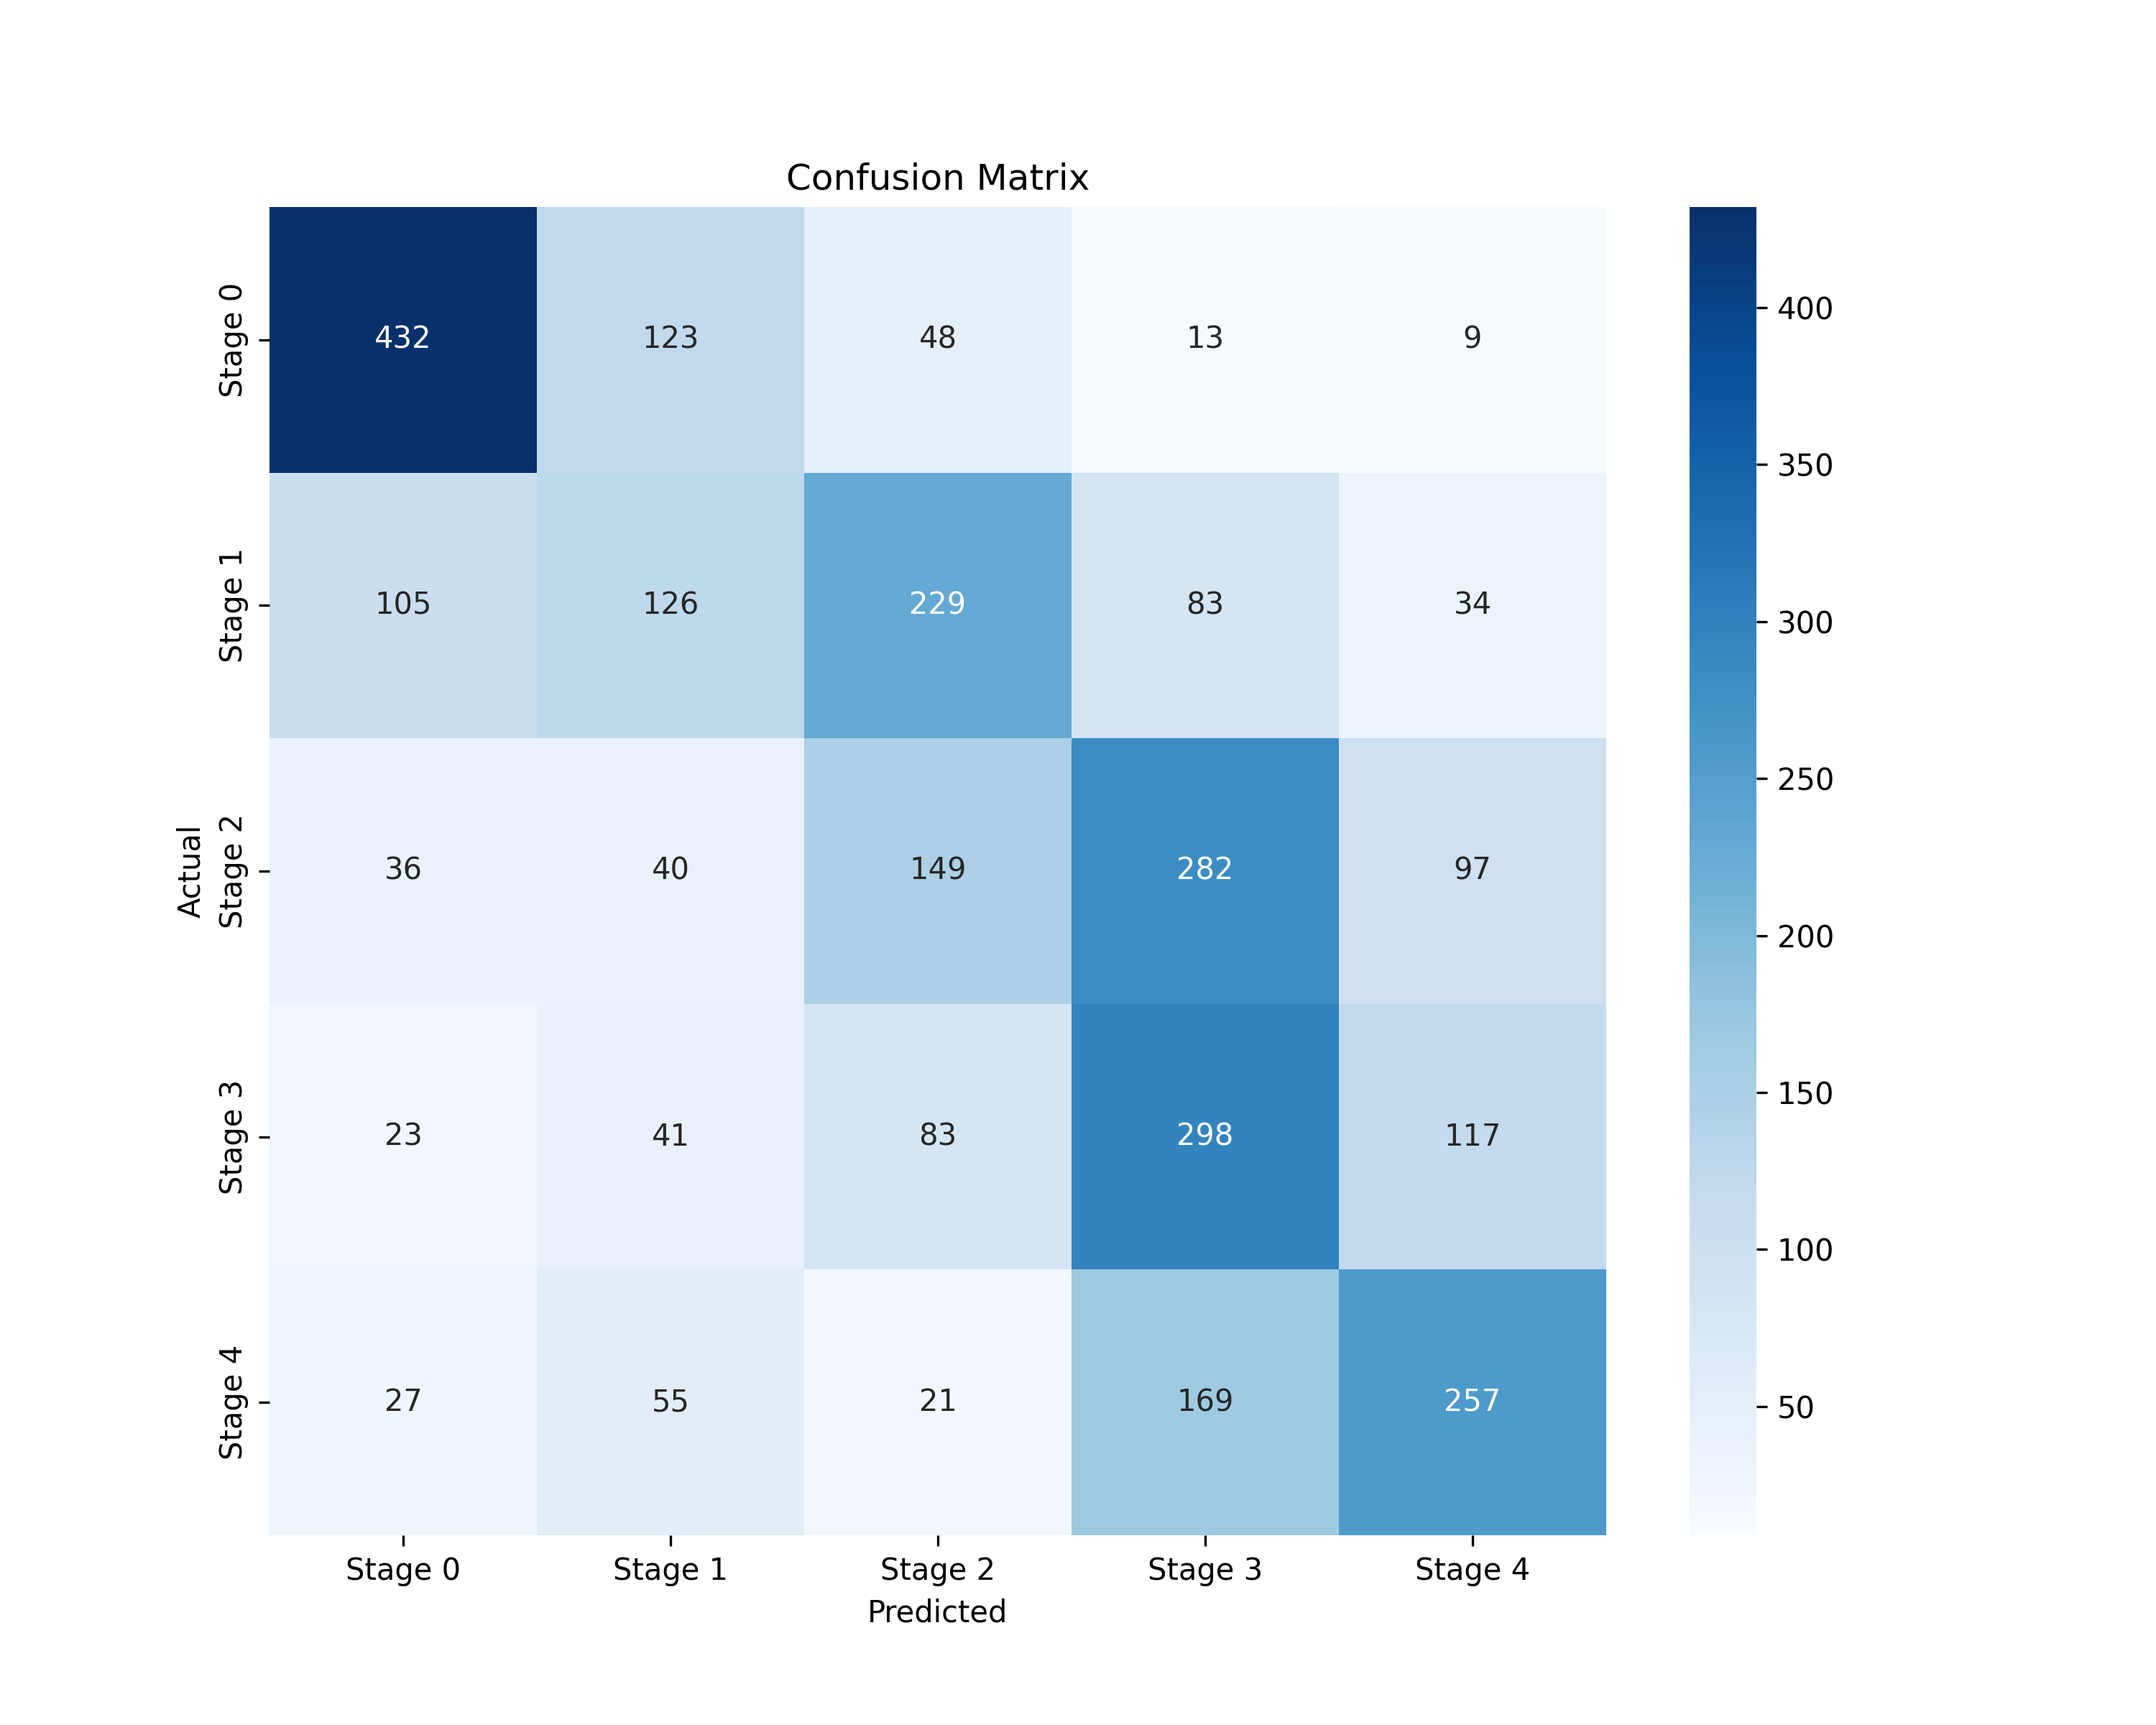 Confusion Matrix
Actual
Stage 0
432 123 48 13 9
Stage 1
105 126 229 83 34
Stage 2
36 40 149 282 97
Stage 3
23 41 83 298 117
Stage 4
27 55 21 169 257
Stage 0 Stage 1 Stage 2 Stage 3 Stage 4
Predicted
400
350
300
250
200
150
100
50